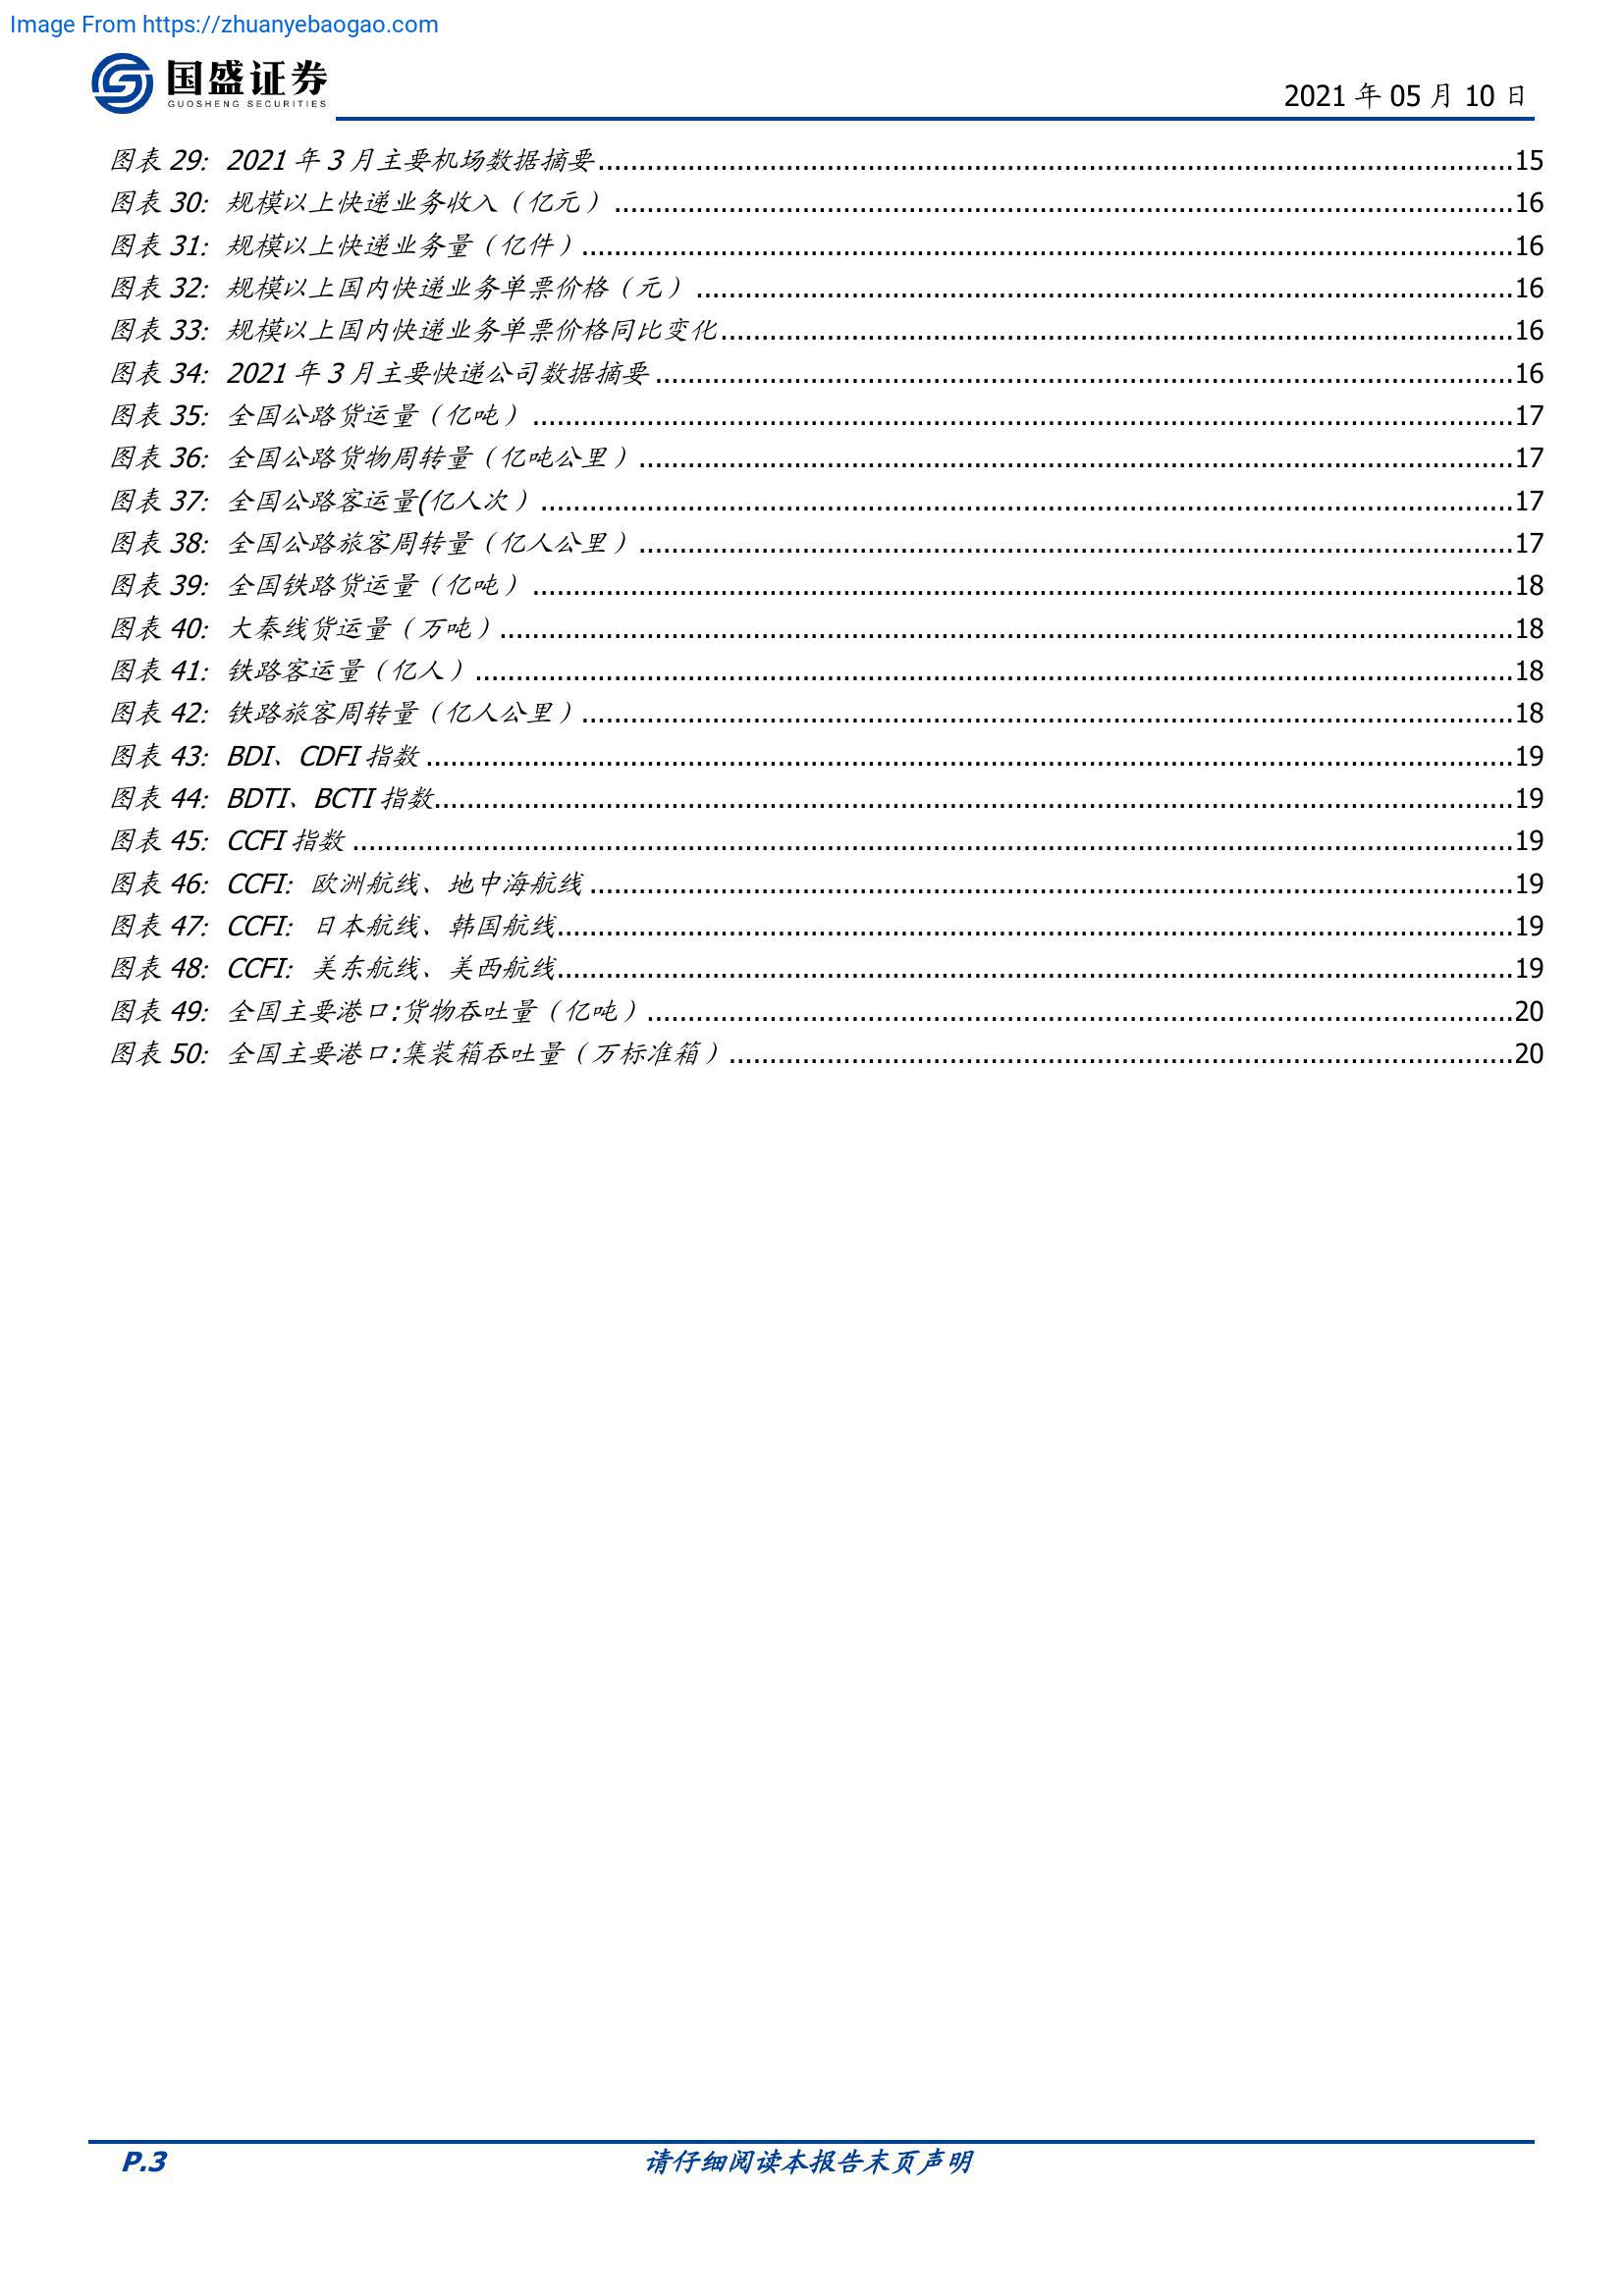 Image From https://zhuanyebaogao.com
国盛证券
GUOSHENG SECURITIES
2021 年 05 月 10 日
图表 29: 2021 年 3 月主要机场数据摘要....................15
图表 30: 规模以上快递业务收入（亿元）....................16
图表 31: 规模以上快递业务量（亿件）....................16
图表 32: 规模以上国内快递业务单票价格（元）....................16
图表 33: 规模以上国内快递业务单票价格同比变化....................16
图表 34: 2021 年 3 月主要快递公司数据摘要....................16
图表 35: 全国公路货运量（亿吨）....................17
图表 36: 全国公路货物周转量（亿吨公里）....................17
图表 37: 全国公路客运量(亿人次）....................17
图表 38: 全国公路旅客周转量（亿人公里）....................17
图表 39: 全国铁路货运量（亿吨）....................18
图表 40: 大秦线货运量（万吨）....................18
图表 41: 铁路客运量（亿人）....................18
图表 42: 铁路旅客周转量（亿人公里）....................18
图表 43: BDI、CDFI 指数....................19
图表 44: BDTI、BCTI 指数....................19
图表 45: CCFI 指数....................19
图表 46: CCFI：欧洲航线、地中海航线....................19
图表 47: CCFI：日本航线、韩国航线....................19
图表 48: CCFI：美东航线、美西航线....................19
图表 49: 全国主要港口:货物吞吐量（亿吨）....................20
图表 50: 全国主要港口:集装箱吞吐量（万标准箱）....................20
P.3
请仔细阅读本报告末页声明